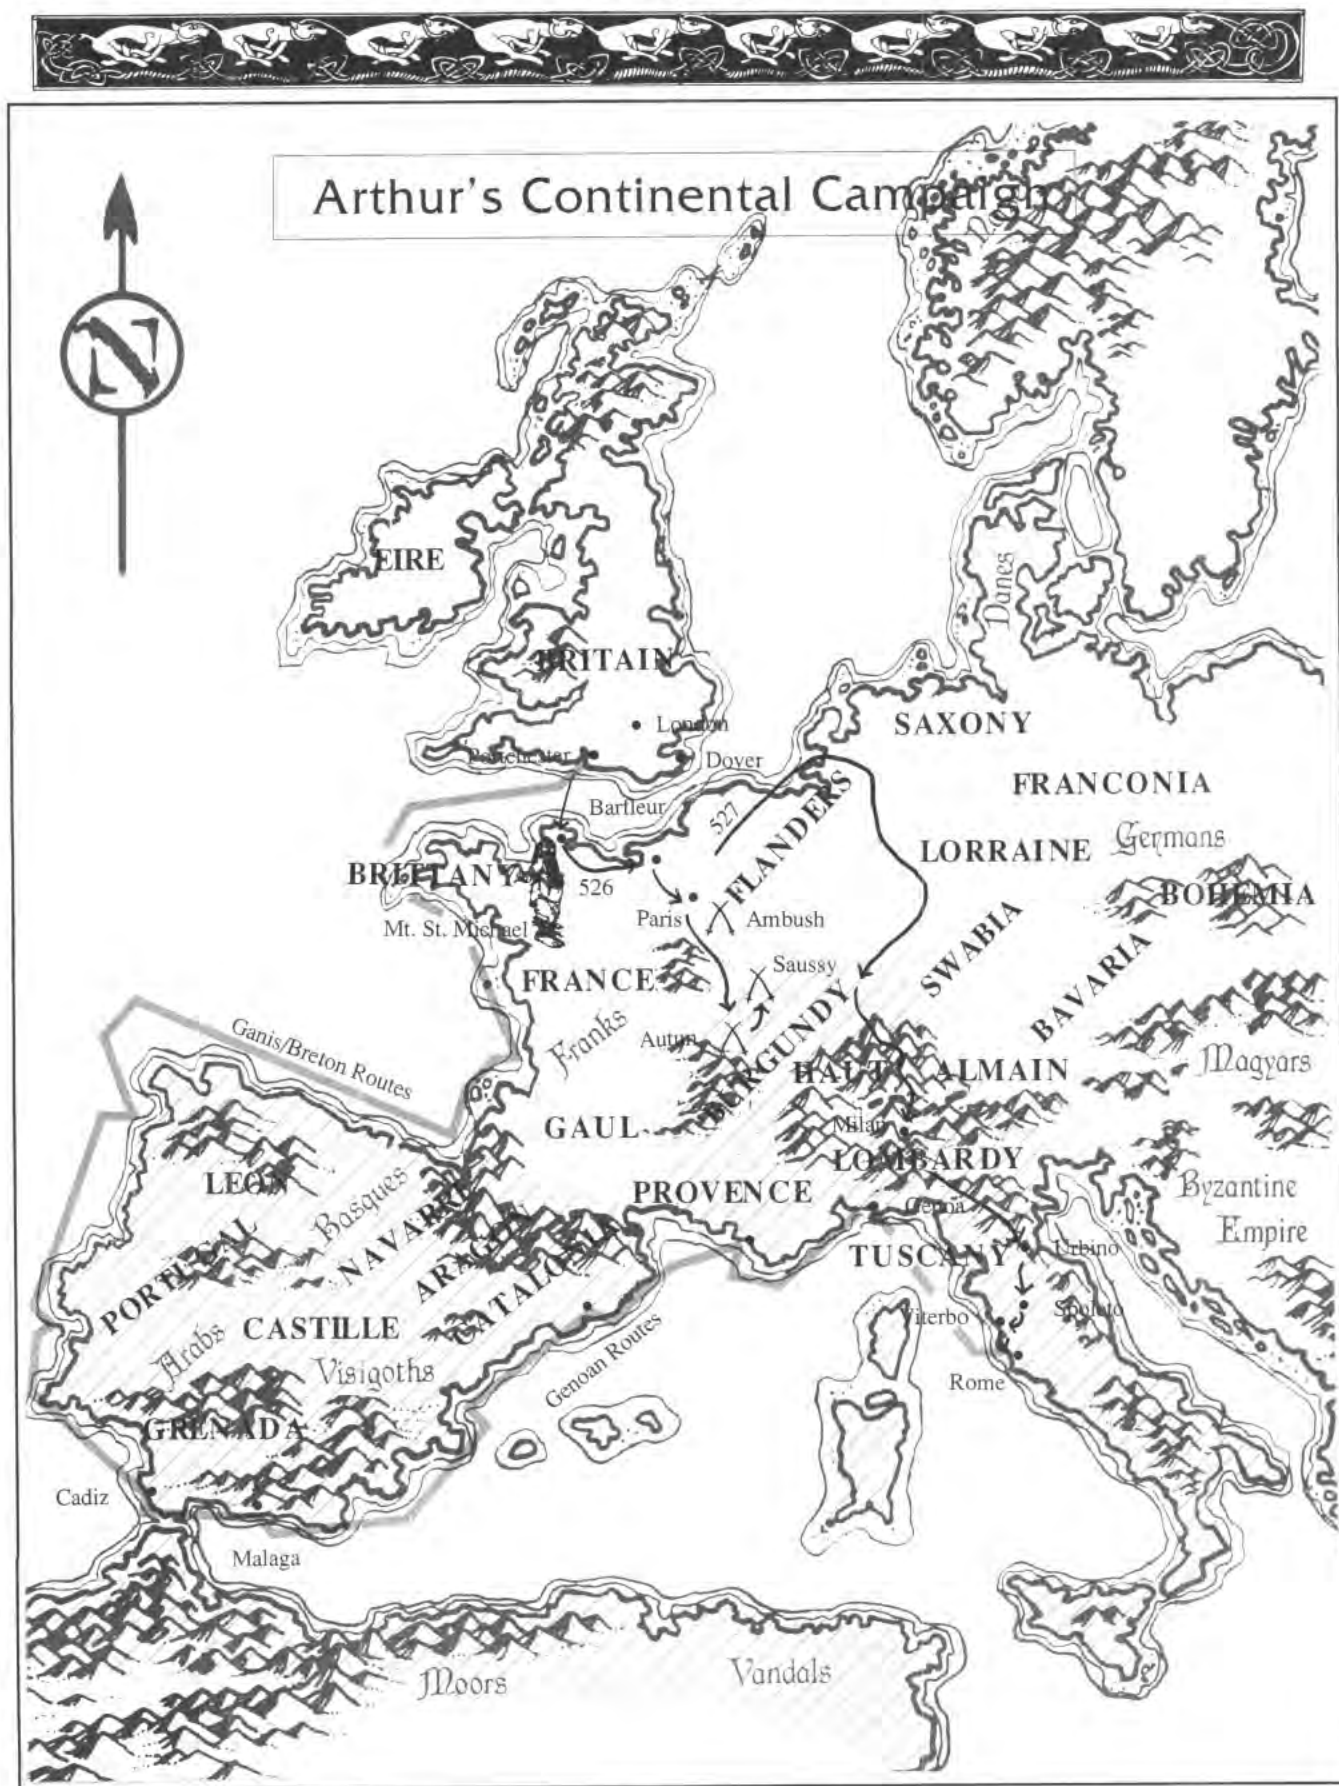 Arthur's Continental Campaign
N
EIRE
BRITAIN
Danes
London
SAXONY
Portchester
Dover
FRANCONIA
Barfleur
527
FLANDERS
LORRAINE
Germans
BRITTANY
526
BOHEMIA
Paris
Ambush
Mt. St. Michael
SWABIA
BAVARIA
Saussy
FRANCE
Ganis/Breton Routes
Franks
Autun
BURGUNDY
HAUT
ALMAIN
Magyars
GAUL
Milan
LOMBARDY
LEON
Basques
NAVARRE
PROVENCE
Byzantine
Empire
Genoa
PORTUGAL
ARAGON
CATALONIA
TUSCANY
Urbino
CASTILLE
Arabs
Visigoths
Genoan Routes
Viterbo
Spoleto
Rome
GRENADA
Cadiz
Malaga
Moors
Vandals